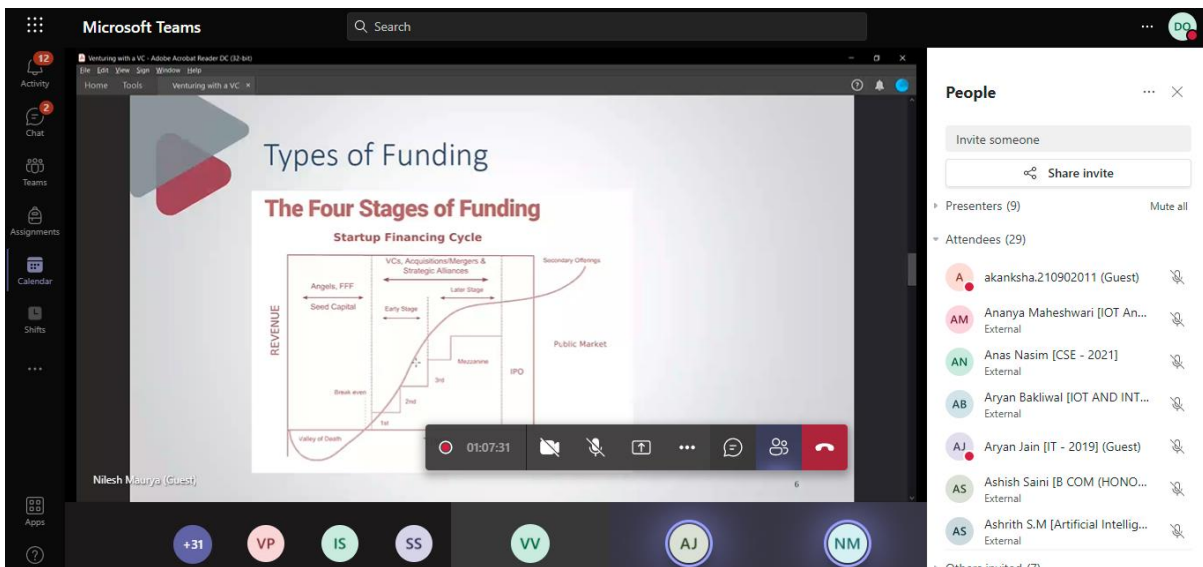 Microsoft Teams
Search
DO
12
Activity
2
Chat
Teams
Assignments
Calendar
Shifts
Apps
Venturing with a VC - Adobe Acrobat Reader DC (32-bit)
File Edit View Sign Window Help
Home Tools Venturing with a VC ×
Types of Funding
The Four Stages of Funding
Startup Financing Cycle
VCs, Acquisitions/Mergers &
Strategic Alliances
Secondary Offerings
Angels, FFF
Seed Capital
Early Stage
Later Stage
REVENUE
Public Market
Mezzanine
IPO
3rd
Break even
2nd
1st
Valley of Death
01:07:31
Nilesh Maurya (Guest)
6
+31
VP
IS
SS
VV
AJ
NM
People
Invite someone
Share invite
Presenters (9)
Mute all
Attendees (29)
A akanksha.210902011 (Guest)
AM Ananya Maheshwari [IOT An...
External
AN Anas Nasim [CSE - 2021]
External
AB Aryan Bakliwal [IOT AND INT...
External
AJ Aryan Jain [IT - 2019] (Guest)
AS Ashish Saini [B COM (HONO...
External
AS Ashrith S.M [Artificial Intellig...
External
Others invited (7)